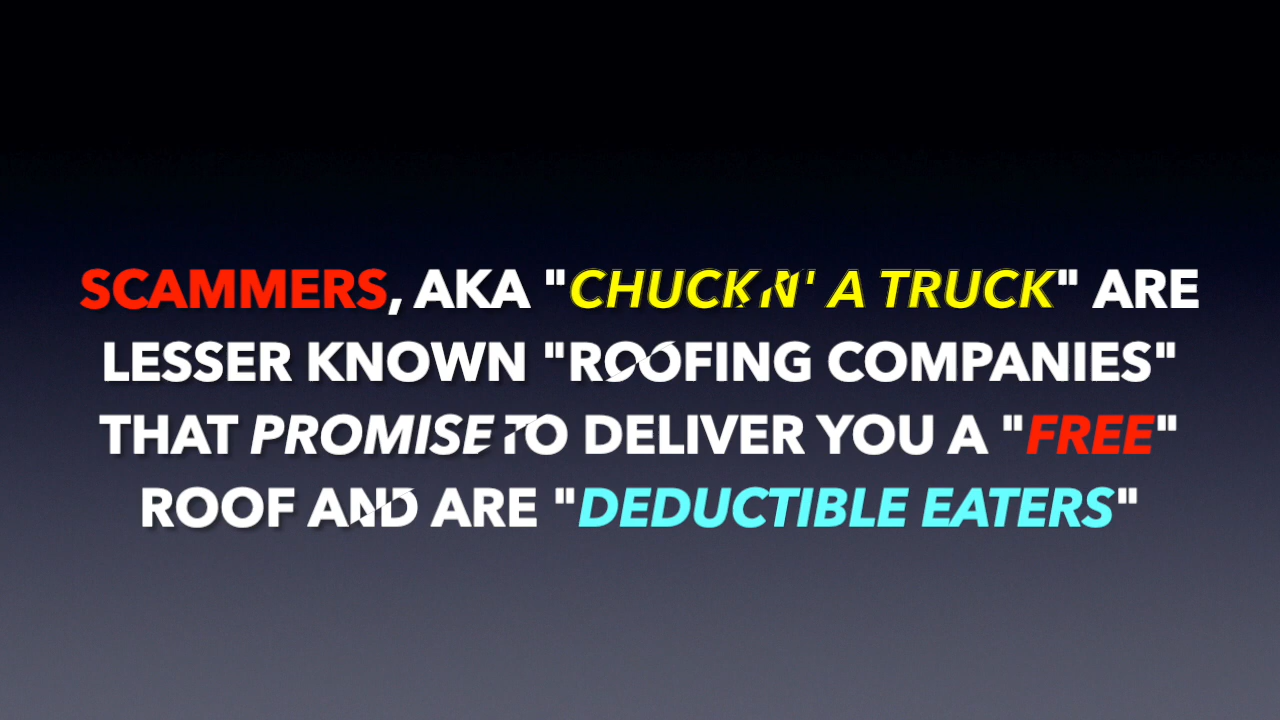 SCAMMERS, AKA "CHUCK N' A TRUCK" ARE
LESSER KNOWN "ROOFING COMPANIES"
THAT PROMISE TO DELIVER YOU A "FREE"
ROOF AND ARE "DEDUCTIBLE EATERS"